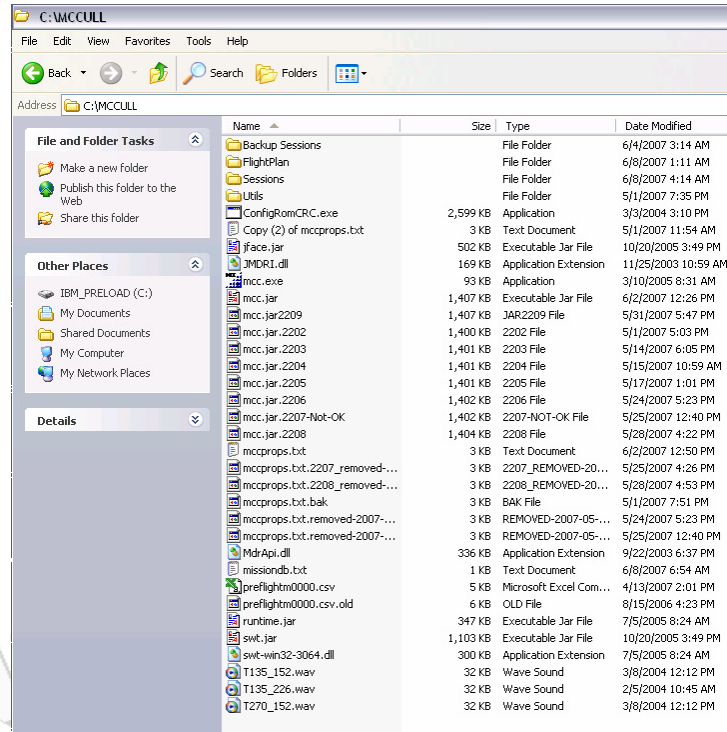 C:\MCCULL
File Edit View Favorites Tools Help
Back Search Folders
Address C:\MCCULL
File and Folder Tasks
Make a new folder
Publish this folder to the
Web
Share this folder
Other Places
IBM_PRELOAD (C:)
My Documents
Shared Documents
My Computer
My Network Places
Details
Name Size Type Date Modified
Backup Sessions File Folder 6/4/2007 3:14 AM
FlightPlan File Folder 6/8/2007 1:11 AM
Sessions File Folder 6/8/2007 4:14 AM
Utils File Folder 5/1/2007 7:35 PM
ConfigRomCRC.exe 2,599 KB Application 3/3/2004 3:10 PM
Copy (2) of mccprops.txt 3 KB Text Document 5/1/2007 11:54 AM
jface.jar 502 KB Executable Jar File 10/20/2005 3:49 PM
JMDRI.dll 169 KB Application Extension 11/25/2003 10:59 AM
mcc.exe 93 KB Application 3/10/2005 8:31 AM
mcc.jar 1,407 KB Executable Jar File 6/2/2007 12:26 PM
mcc.jar2209 1,407 KB JAR2209 File 5/31/2007 5:47 PM
mcc.jar.2202 1,400 KB 2202 File 5/1/2007 5:03 PM
mcc.jar.2203 1,401 KB 2203 File 5/14/2007 6:05 PM
mcc.jar.2204 1,401 KB 2204 File 5/15/2007 10:59 AM
mcc.jar.2205 1,401 KB 2205 File 5/17/2007 1:01 PM
mcc.jar.2206 1,402 KB 2206 File 5/24/2007 5:23 PM
mcc.jar.2207-Not-OK 1,402 KB 2207-NOT-OK File 5/25/2007 12:40 PM
mcc.jar.2208 1,404 KB 2208 File 5/28/2007 4:22 PM
mccprops.txt 3 KB Text Document 6/2/2007 12:50 PM
mccprops.txt.2207_removed-... 3 KB 2207_REMOVED-20... 5/25/2007 4:26 PM
mccprops.txt.2208_removed-... 3 KB 2208_REMOVED-20... 5/28/2007 4:53 PM
mccprops.txt.bak 3 KB BAK File 5/1/2007 7:51 PM
mccprops.txt.removed-2007-... 3 KB REMOVED-2007-05-... 5/24/2007 5:23 PM
mccprops.txt.removed-2007-... 3 KB REMOVED-2007-05-... 5/25/2007 12:40 PM
MdrApi.dll 336 KB Application Extension 9/22/2003 6:37 PM
missiondb.txt 1 KB Text Document 6/8/2007 6:54 AM
preflightm0000.csv 5 KB Microsoft Excel Com... 4/13/2007 2:01 PM
preflightm0000.csv.old 6 KB OLD File 8/15/2006 4:23 PM
runtime.jar 347 KB Executable Jar File 7/5/2005 8:24 AM
swt.jar 1,103 KB Executable Jar File 10/20/2005 3:49 PM
swt-win32-3064.dll 300 KB Application Extension 7/5/2005 8:24 AM
T135_152.wav 32 KB Wave Sound 3/8/2004 12:12 PM
T135_226.wav 32 KB Wave Sound 2/5/2004 10:45 AM
T270_152.wav 32 KB Wave Sound 3/8/2004 12:12 PM